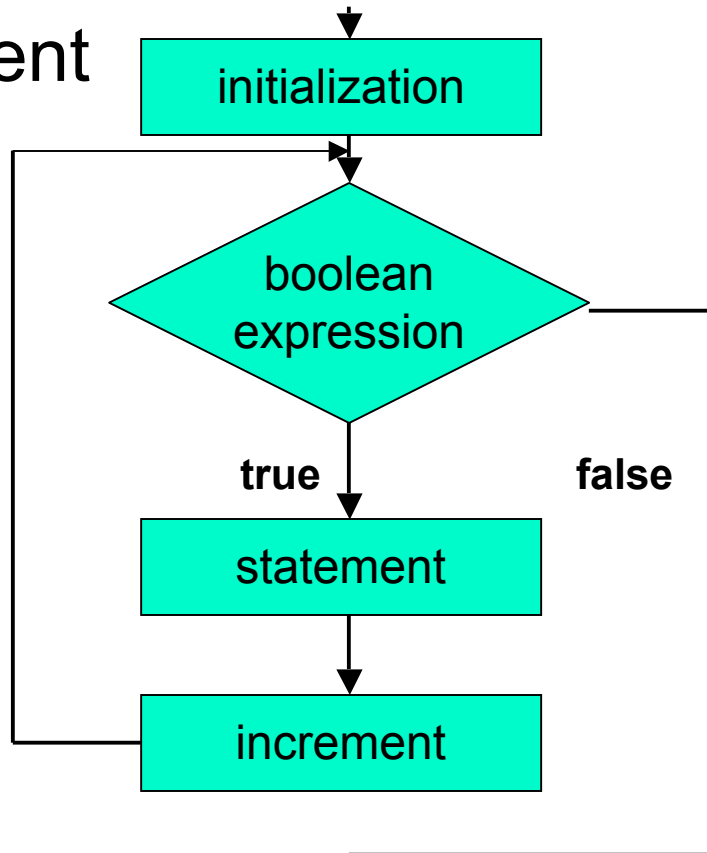 ent
initialization
boolean
expression
true
false
statement
increment